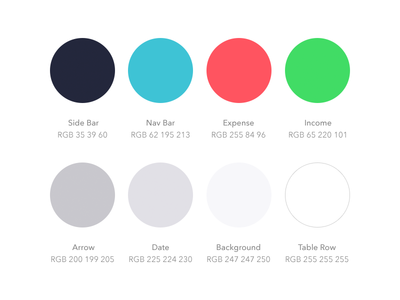 Side Bar
RGB 35 39 60
Nav Bar
RGB 62 195 213
Expense
RGB 255 84 96
Income
RGB 65 220 101
Arrow
RGB 200 199 205
Date
RGB 225 224 230
Background
RGB 247 247 250
Table Row
RGB 255 255 255